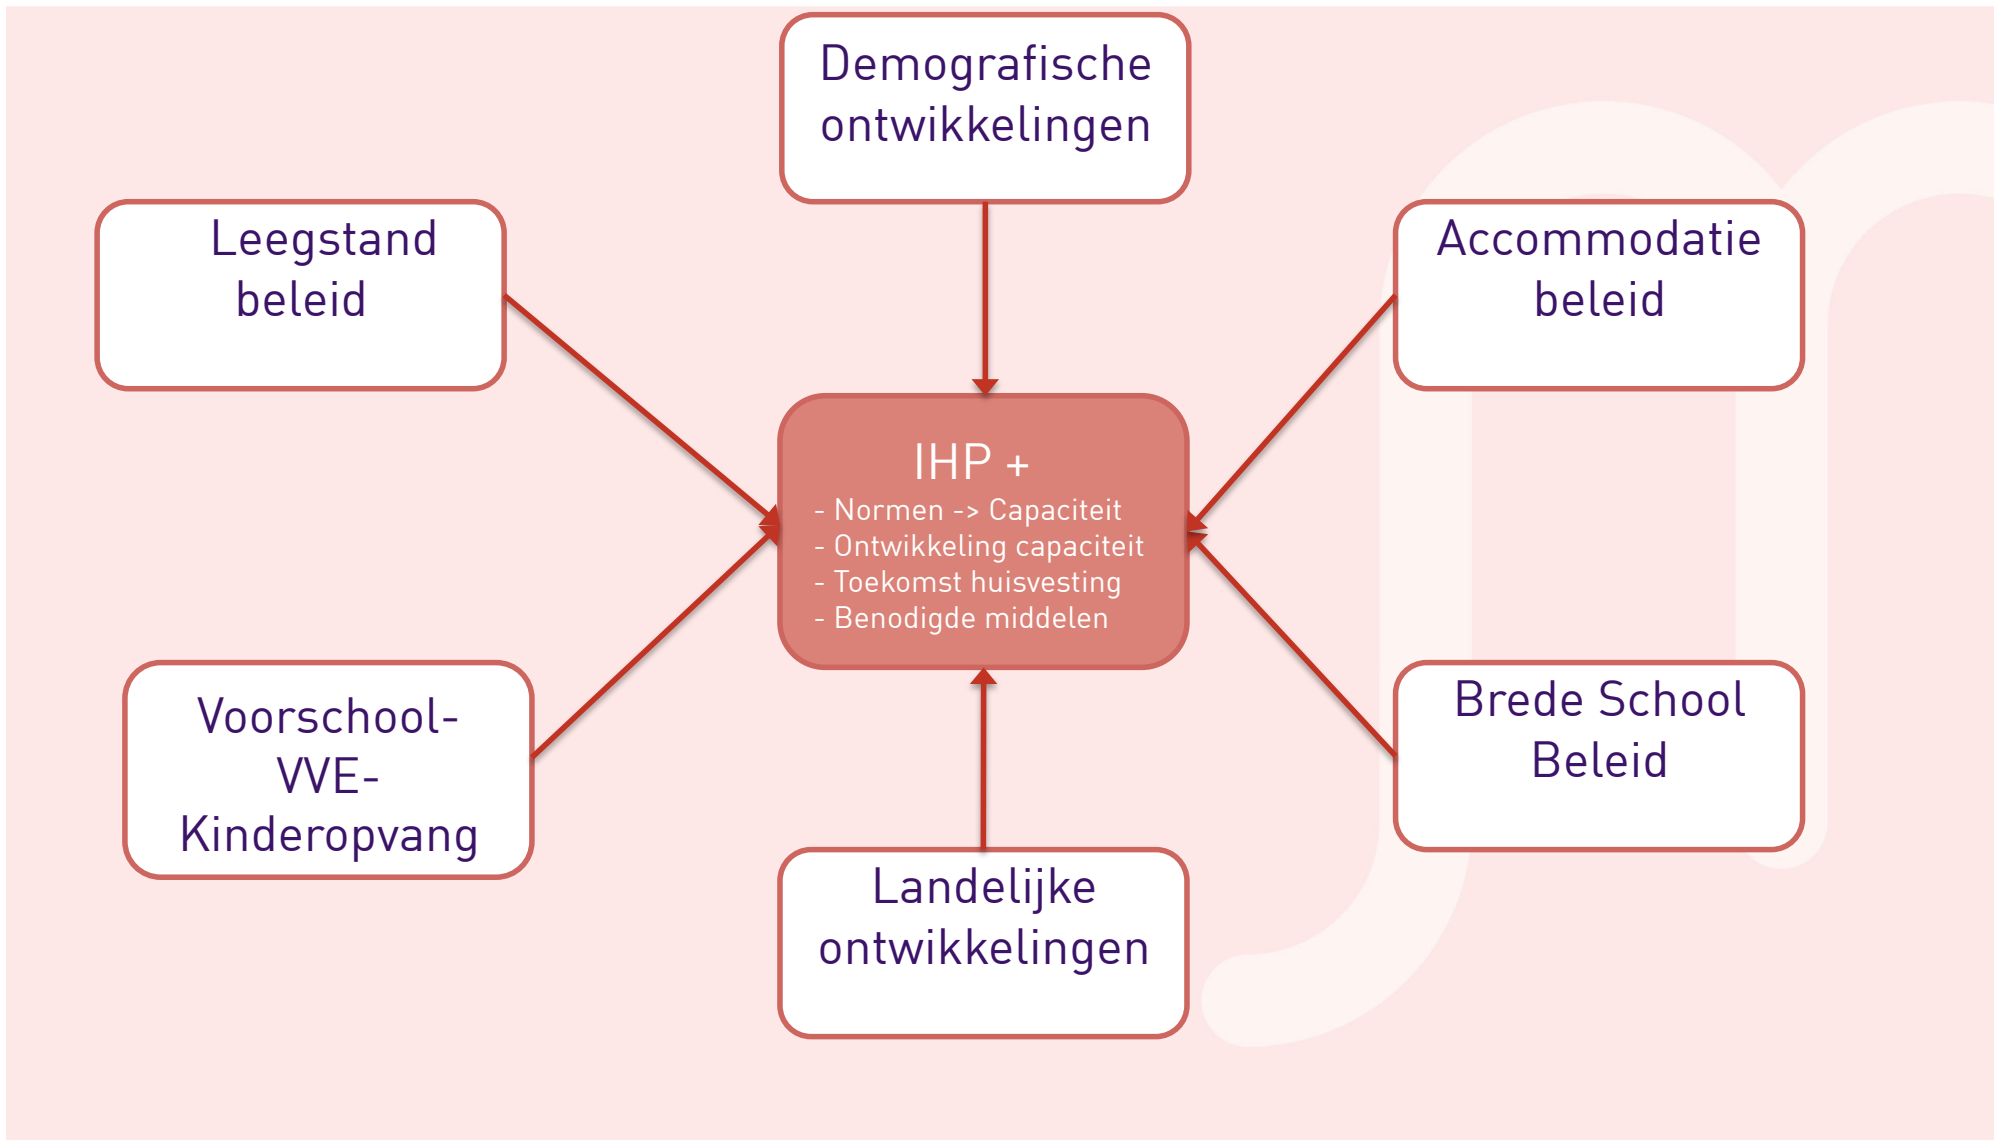 Demografische
ontwikkelingen
Leegstand
beleid
Accommodatie
beleid
IHP +
- Normen -> Capaciteit
- Ontwikkeling capaciteit
- Toekomst huisvesting
- Benodigde middelen
Voorschool-
VVE-
Kinderopvang
Brede School
Beleid
Landelijke
ontwikkelingen